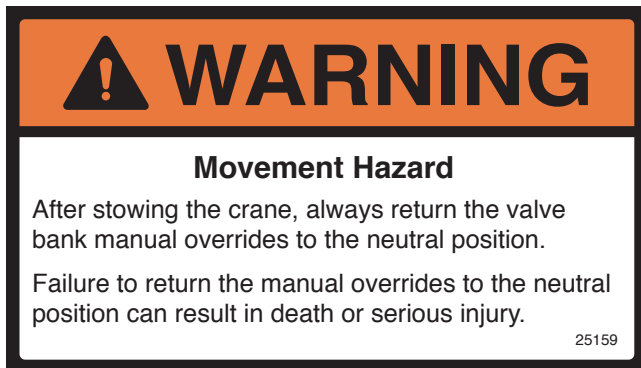 WARNING
Movement Hazard
After stowing the crane, always return the valve
bank manual overrides to the neutral position.
Failure to return the manual overrides to the neutral
position can result in death or serious injury.
25159